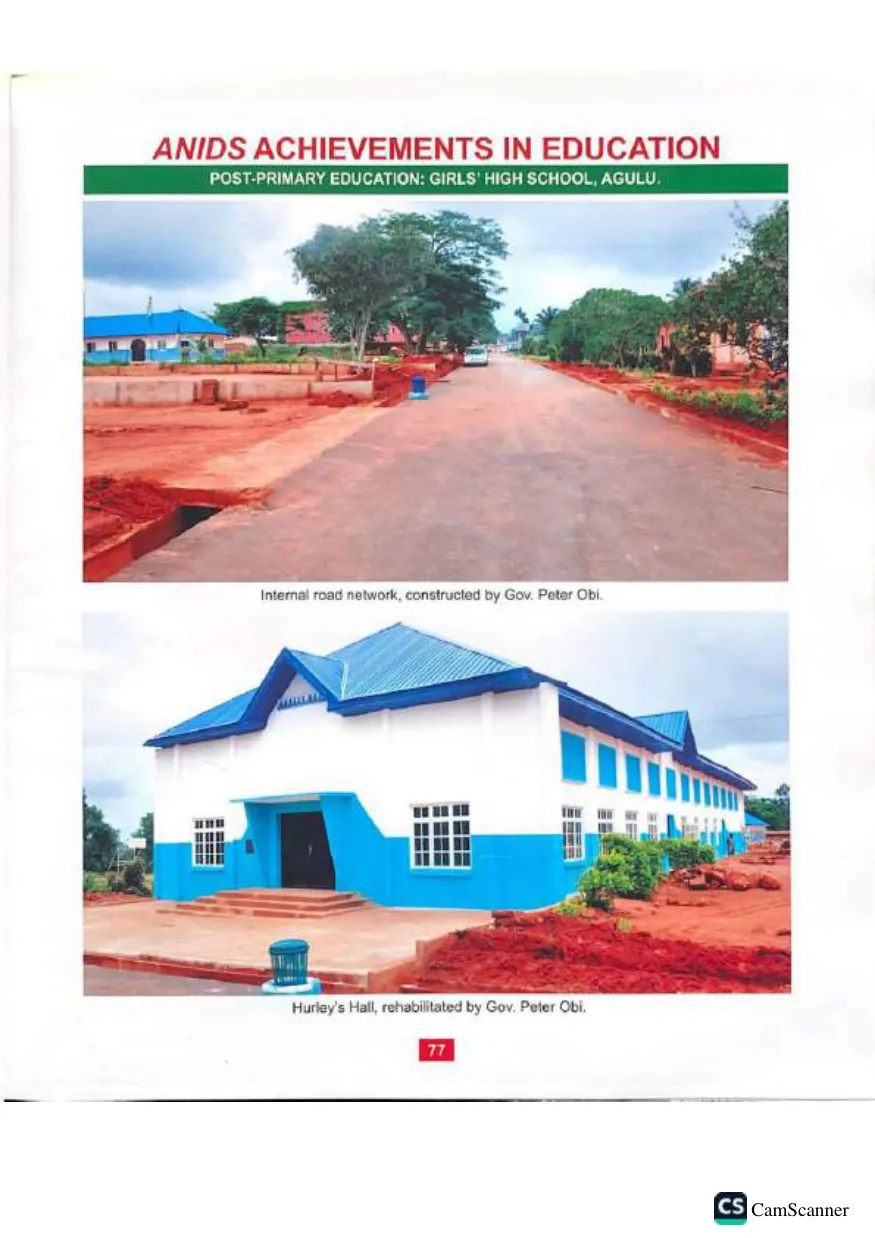 ANIDS ACHIEVEMENTS IN EDUCATION
POST-PRIMARY EDUCATION: GIRLS' HIGH SCHOOL, AGULU.
Internal road network, constructed by Gov. Peter Obi.
Hurley's Hall, rehabilitated by Gov. Peter Obi.
77
CS CamScanner